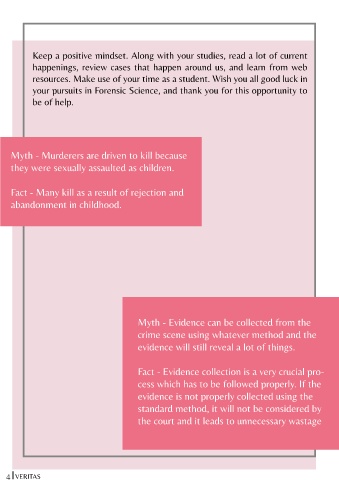 Keep a positive mindset. Along with your studies, read a lot of current
happenings, review cases that happen around us, and learn from web
resources. Make use of your time as a student. Wish you all good luck in
your pursuits in Forensic Science, and thank you for this opportunity to
be of help.
Myth - Murderers are driven to kill because
they were sexually assaulted as children.
Fact - Many kill as a result of rejection and
abandonment in childhood.
Myth - Evidence can be collected from the
crime scene using whatever method and the
evidence will still reveal a lot of things.
Fact - Evidence collection is a very crucial pro-
cess which has to be followed properly. If the
evidence is not properly collected using the
standard method, it will not be considered by
the court and it leads to unnecessary wastage
4 | VERITAS